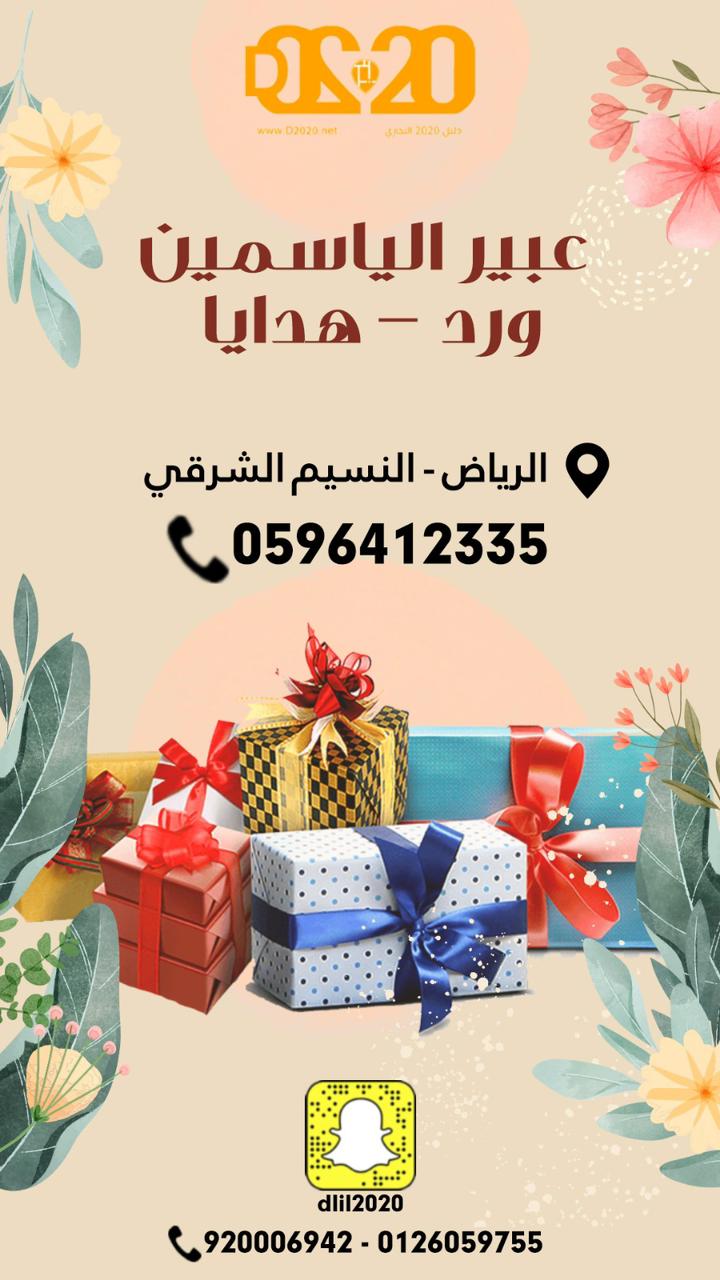 D2020
www.D2020.net دليل 2020 التجاري
عبير الياسمين
ورد - هدايا
الرياض - النسيم الشرقي
0596412335
dlil2020
920006942 - 0126059755